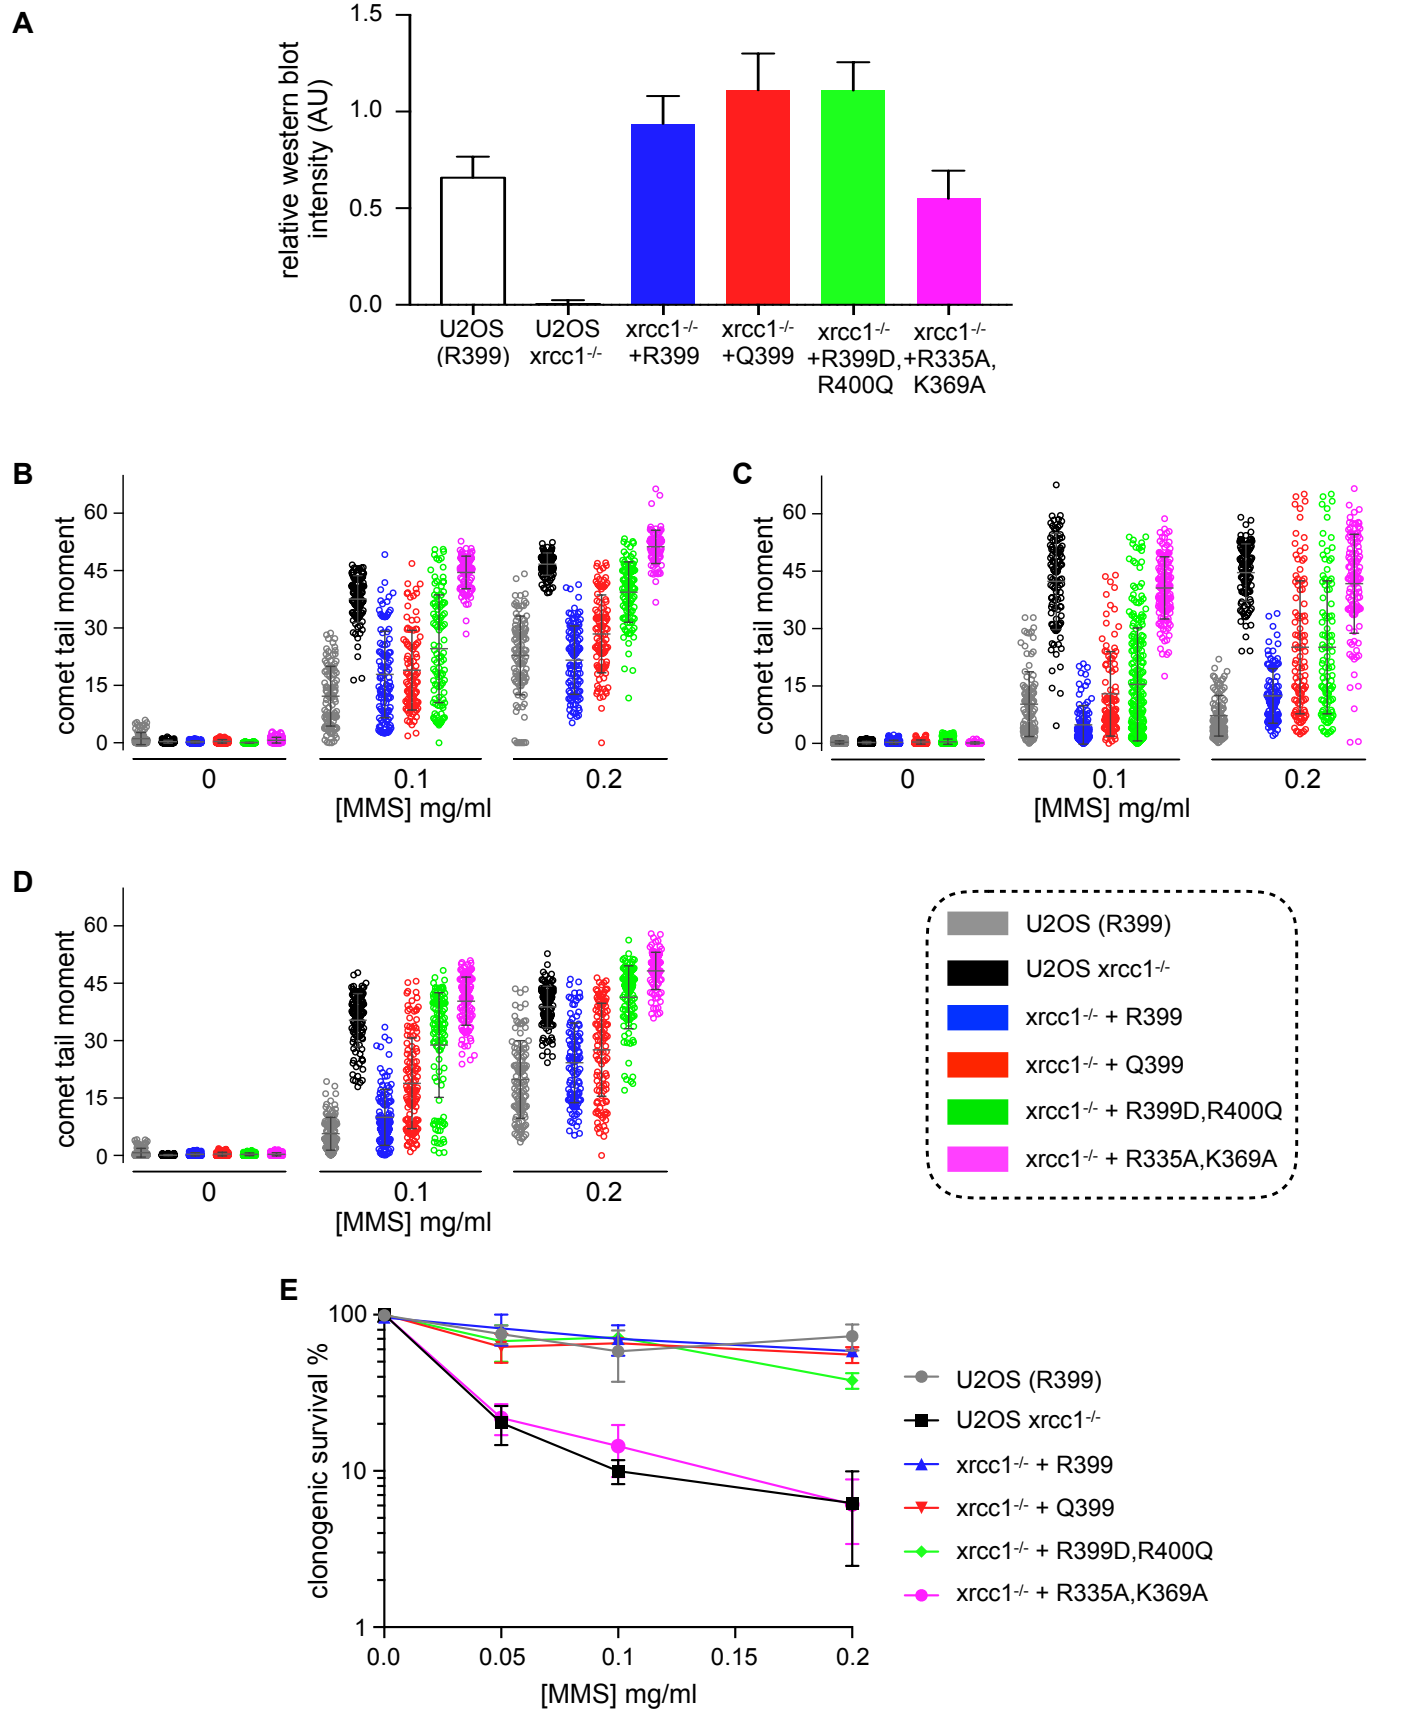 A
relative western blot
intensity (AU)
1.5
1.0
0.5
0.0
U2OS
(R399)
U2OS
xrcc1-/-
xrcc1-/-
+R399
xrcc1-/-
+Q399
xrcc1-/-
+R399D,
R400Q
xrcc1-/-
+R335A,
K369A
B
comet tail moment
60
45
30
15
0
0
0.1
0.2
[MMS] mg/ml
C
comet tail moment
60
45
30
15
0
0
0.1
0.2
[MMS] mg/ml
D
comet tail moment
60
45
30
15
0
0
0.1
0.2
[MMS] mg/ml
U2OS (R399)
U2OS xrcc1-/-
xrcc1-/- + R399
xrcc1-/- + Q399
xrcc1-/- + R399D,R400Q
xrcc1-/- + R335A,K369A
E
clonogenic survival %
100
10
1
0.0
0.05
0.1
0.15
0.2
[MMS] mg/ml
U2OS (R399)
U2OS xrcc1-/-
xrcc1-/- + R399
xrcc1-/- + Q399
xrcc1-/- + R399D,R400Q
xrcc1-/- + R335A,K369A